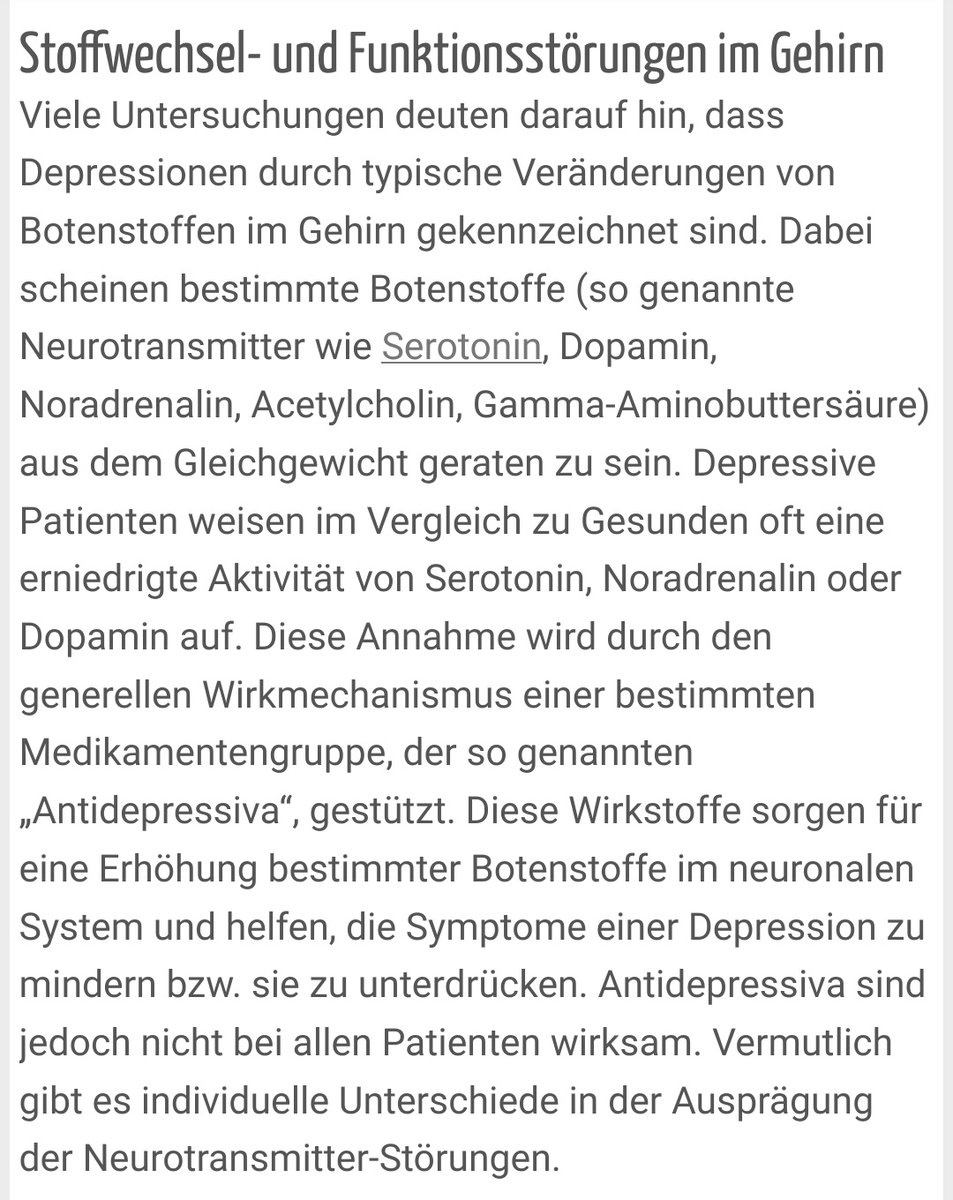 Stoffwechsel- und Funktionsstörungen im Gehirn
Viele Untersuchungen deuten darauf hin, dass
Depressionen durch typische Veränderungen von
Botenstoffen im Gehirn gekennzeichnet sind. Dabei
scheinen bestimmte Botenstoffe (so genannte
Neurotransmitter wie Serotonin, Dopamin,
Noradrenalin, Acetylcholin, Gamma-Aminobuttersäure)
aus dem Gleichgewicht geraten zu sein. Depressive
Patienten weisen im Vergleich zu Gesunden oft eine
erniedrigte Aktivität von Serotonin, Noradrenalin oder
Dopamin auf. Diese Annahme wird durch den
generellen Wirkmechanismus einer bestimmten
Medikamentengruppe, der so genannten
„Antidepressiva“, gestützt. Diese Wirkstoffe sorgen für
eine Erhöhung bestimmter Botenstoffe im neuronalen
System und helfen, die Symptome einer Depression zu
mindern bzw. sie zu unterdrücken. Antidepressiva sind
jedoch nicht bei allen Patienten wirksam. Vermutlich
gibt es individuelle Unterschiede in der Ausprägung
der Neurotransmitter-Störungen.